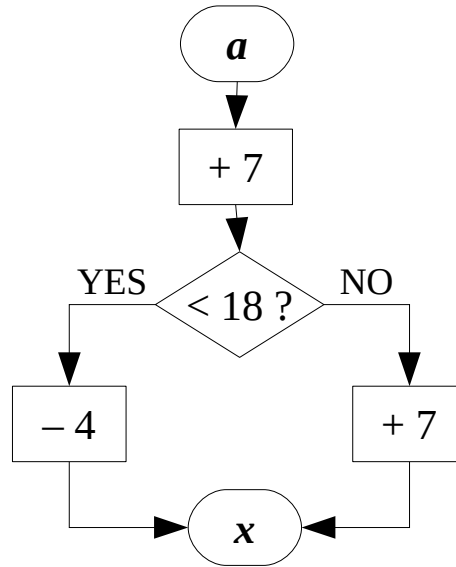 a
+ 7
YES
< 18 ?
NO
– 4
+ 7
x